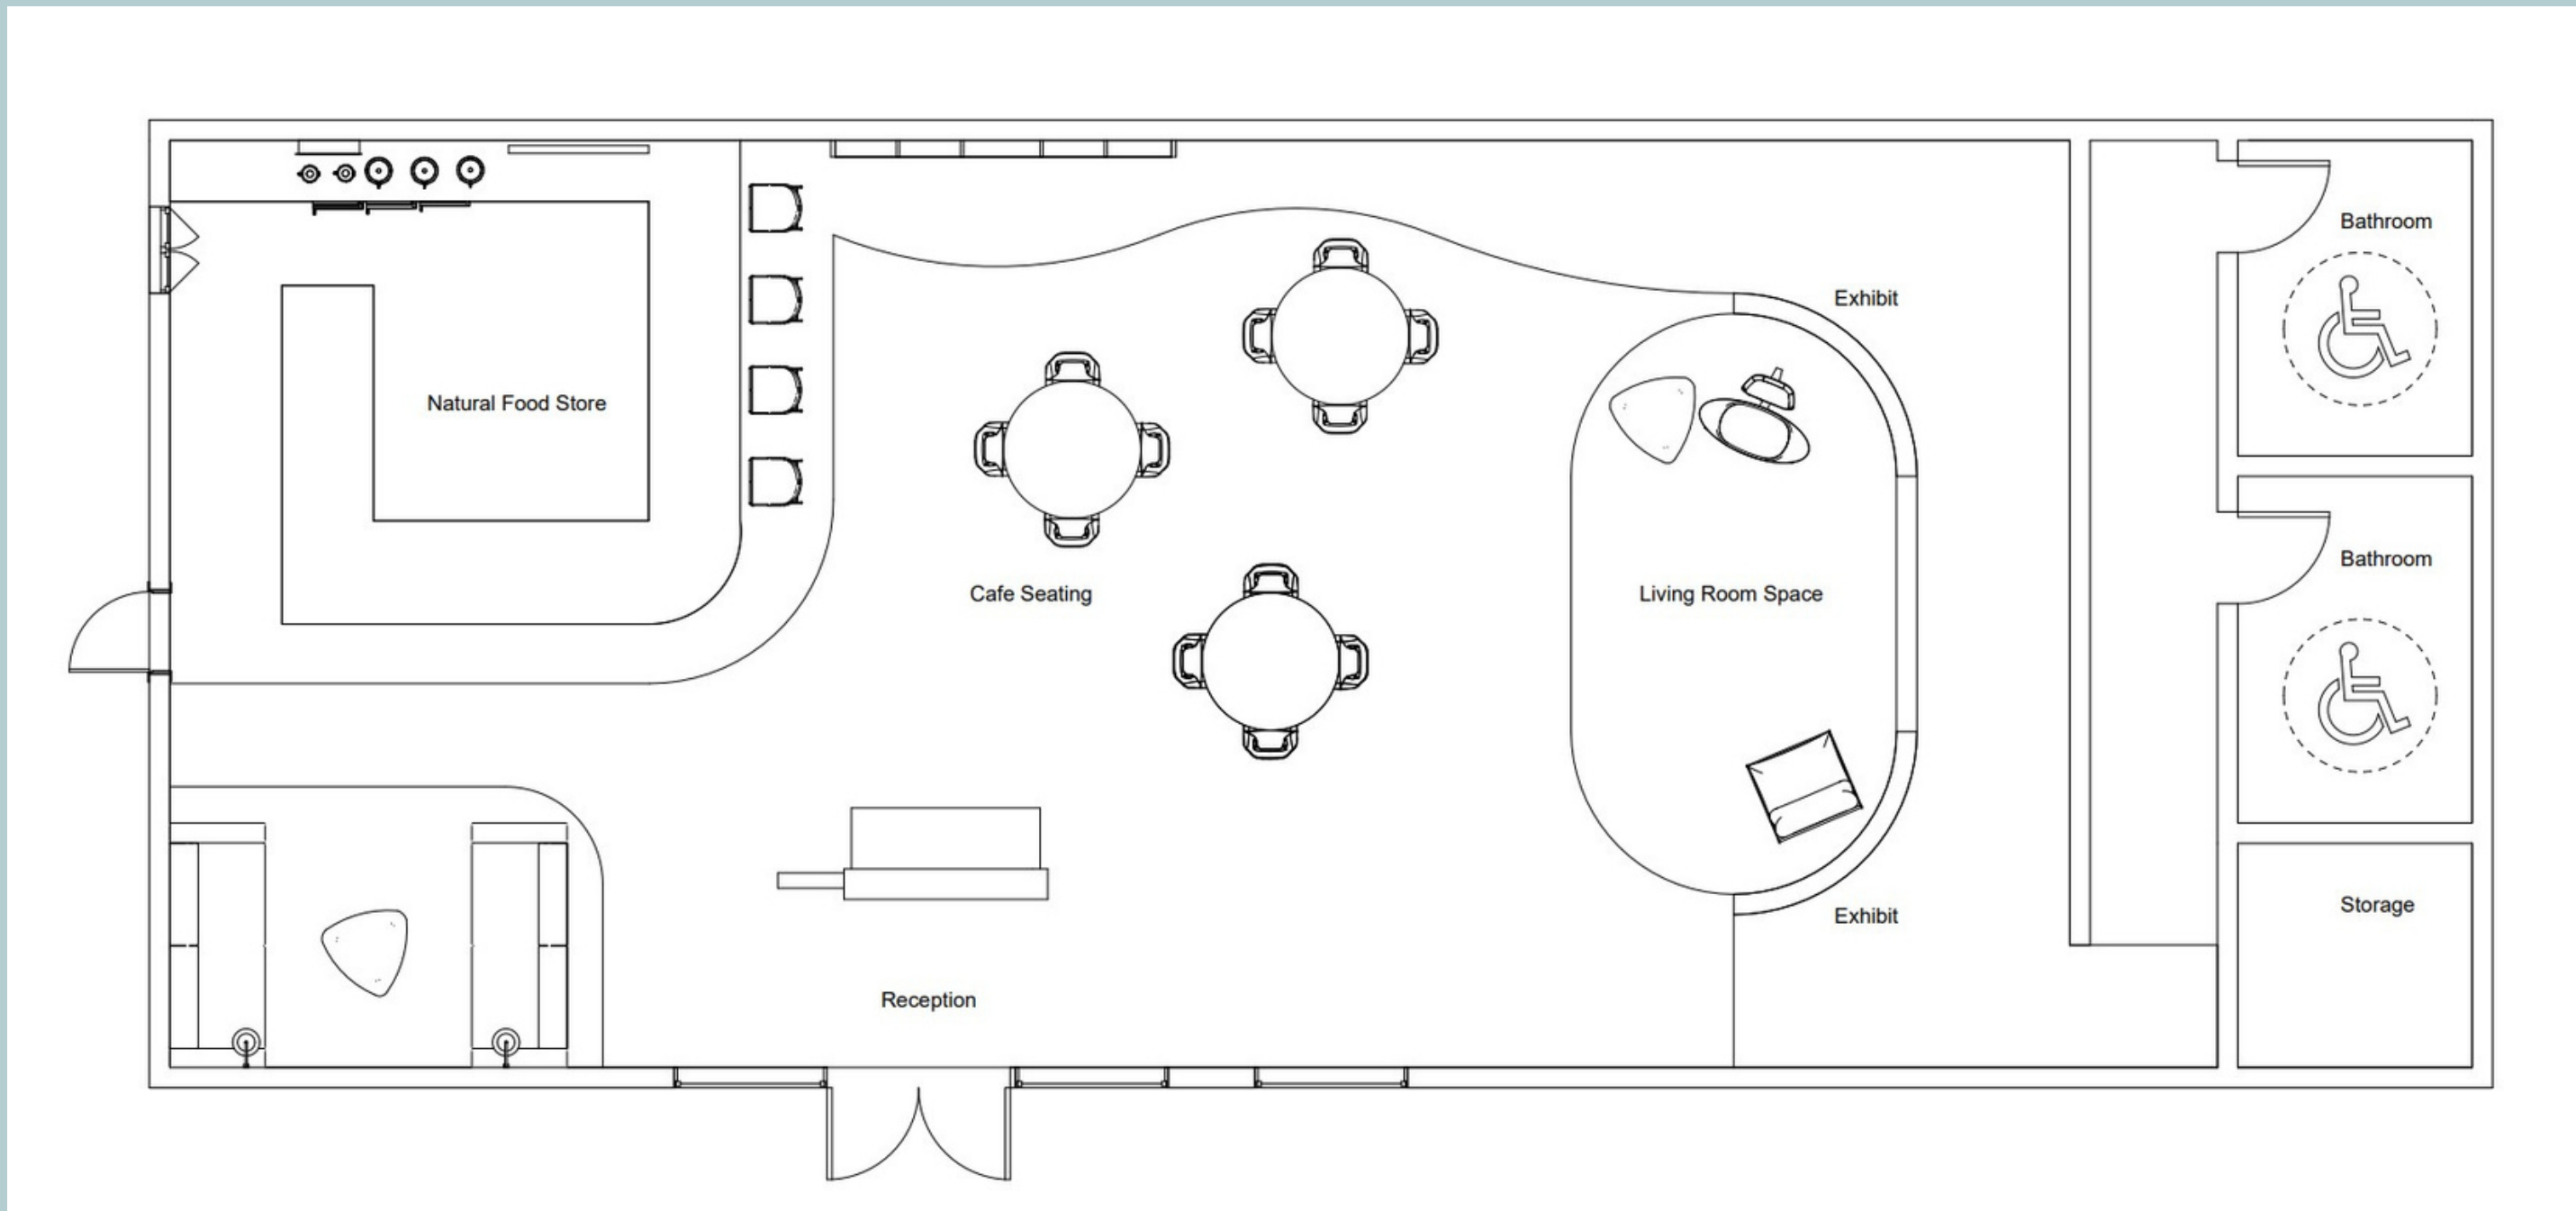 Bathroom
Exhibit
Natural Food Store
Bathroom
Cafe Seating
Living Room Space
Storage
Exhibit
Reception